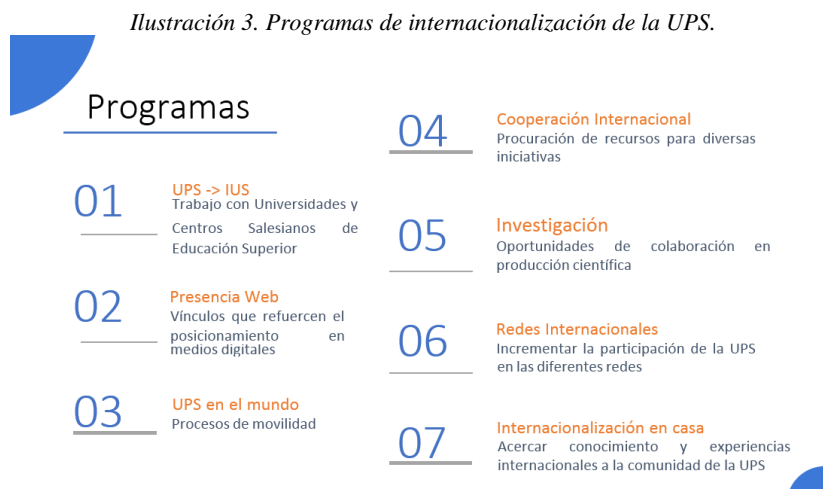 Ilustración 3. Programas de internacionalización de la UPS.
Programas
01
UPS -> IUS
Trabajo con Universidades y
Centros Salesianos de
Educación Superior
02
Presencia Web
Vínculos que refuercen el
posicionamiento en
medios digitales
03
UPS en el mundo
Procesos de movilidad
04
Cooperación Internacional
Procuración de recursos para diversas
iniciativas
05
Investigación
Oportunidades de colaboración en
producción científica
06
Redes Internacionales
Incrementar la participación de la UPS
en las diferentes redes
07
Internacionalización en casa
Acercar conocimiento y experiencias
internacionales a la comunidad de la UPS